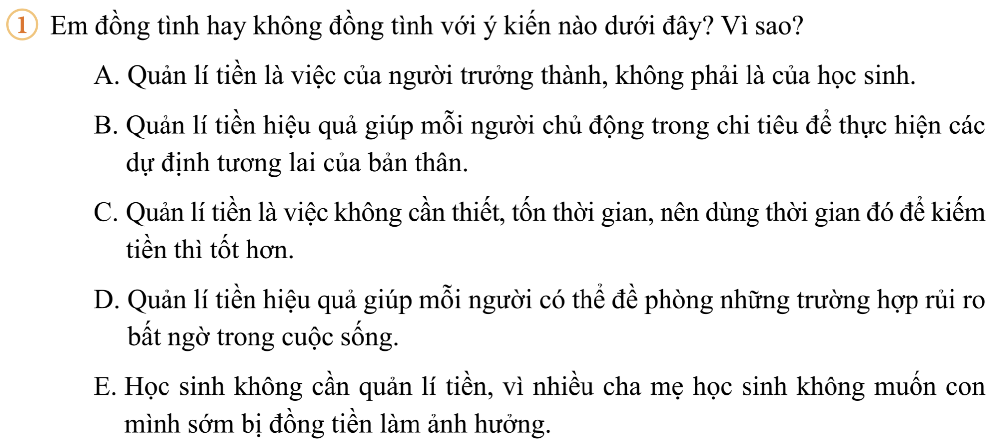 1 Em đồng tình hay không đồng tình với ý kiến nào dưới đây? Vì sao?
A. Quản lí tiền là việc của người trưởng thành, không phải là của học sinh.
B. Quản lí tiền hiệu quả giúp mỗi người chủ động trong chi tiêu để thực hiện các
dự định tương lai của bản thân.
C. Quản lí tiền là việc không cần thiết, tốn thời gian, nên dùng thời gian đó để kiếm
tiền thì tốt hơn.
D. Quản lí tiền hiệu quả giúp mỗi người có thể đề phòng những trường hợp rủi ro
bất ngờ trong cuộc sống.
E. Học sinh không cần quản lí tiền, vì nhiều cha mẹ học sinh không muốn con
mình sớm bị đồng tiền làm ảnh hưởng.